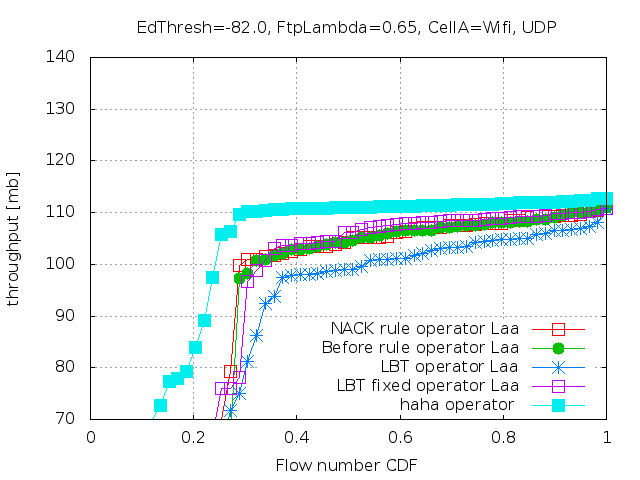 EdThresh=-82.0, FtpLambda=0.65, CellA=Wifi, UDP
140
130
120
110
100
90
80
70
throughput [mb]
NACK rule operator Laa
Before rule operator Laa
LBT operator Laa
LBT fixed operator Laa
haha operator
0
0.2
0.4
0.6
0.8
1
Flow number CDF